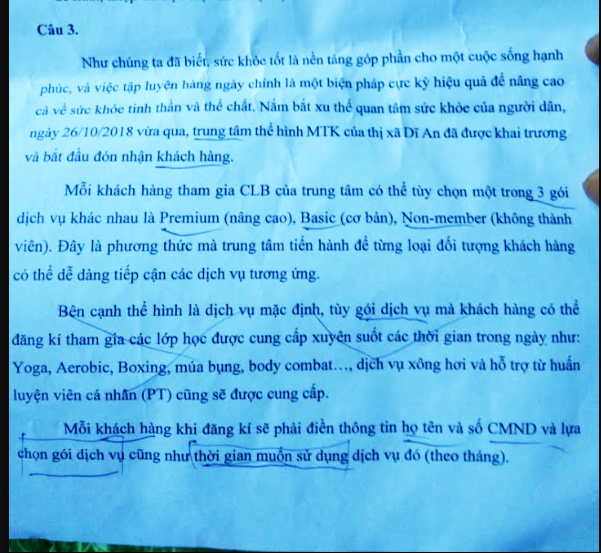 Câu 3.
Như chúng ta đã biết, sức khỏe tốt là nền tảng góp phần cho một cuộc sống hạnh
phúc, và việc tập luyện hàng ngày chính là một biện pháp cực kỳ hiệu quả để nâng cao
cả về sức khỏe tinh thần và thể chất. Nắm bắt xu thế quan tâm sức khỏe của người dân,
ngày 26/10/2018 vừa qua, trung tâm thể hình MTK của thị xã Dĩ An đã được khai trương
và bắt đầu đón nhận khách hàng.
Mỗi khách hàng tham gia CLB của trung tâm có thể tùy chọn một trong 3 gói
dịch vụ khác nhau là Premium (nâng cao), Basic (cơ bản), Non-member (không thành
viên). Đây là phương thức mà trung tâm tiến hành để từng loại đối tượng khách hàng
có thể dễ dàng tiếp cận các dịch vụ tương ứng.
Bên cạnh thể hình là dịch vụ mặc định, tùy gói dịch vụ mà khách hàng có thể
đăng kí tham gia các lớp học được cung cấp xuyên suốt các thời gian trong ngày như:
Yoga, Aerobic, Boxing, múa bụng, body combat…, dịch vụ xông hơi và hỗ trợ từ huấn
luyện viên cá nhân (PT) cũng sẽ được cung cấp.
Mỗi khách hàng khi đăng kí sẽ phải điền thông tin họ tên và số CMND và lựa
chọn gói dịch vụ cũng như thời gian muốn sử dụng dịch vụ đó (theo tháng).